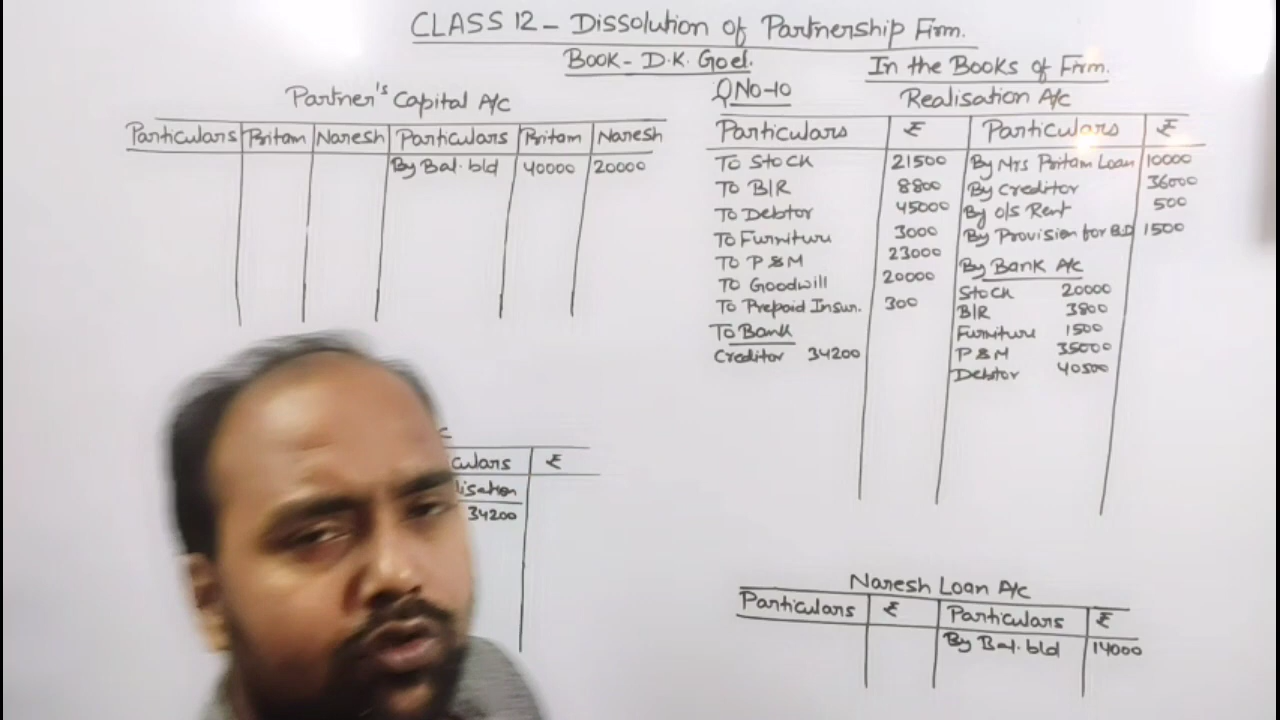 CLASS 12 - Dissolution of Partnership Firm.
BOOK - D.K. Goel.
In the Books of Firm.
Partner's Capital A/c
Particulars Pritam Naresh Particulars Pritam Naresh
By Bal. b/d 40000 20000
QNO-10
Realisation A/c
Particulars ₹ Particulars ₹
To Stock 21500 By Mrs Pritam Loan 10000
To B/R 8800 By Creditor 36000
To Debtor 45000 By O/s Rent 500
To Furniture 3000 By Provision for B.D 1500
To P & M 23000 By Bank A/c
To Goodwill 20000 Stock 20000
To Prepaid Insur. 300 B/R 3800
To Bank Furniture 1500
Creditor 34200 P & M 35000
Debtor 40500
culars ₹
lisation
34200
Naresh Loan A/c
Particulars ₹ Particulars ₹
By Bal. b/d 14000